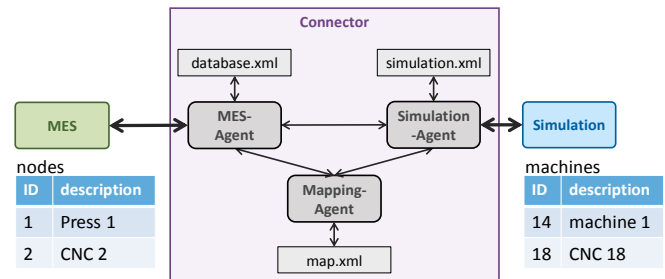 Connector
database.xml
simulation.xml
MES
MES-
Agent
Simulation
-Agent
Simulation
nodes
ID description
1 Press 1
2 CNC 2
Mapping-
Agent
map.xml
machines
ID description
14 machine 1
18 CNC 18